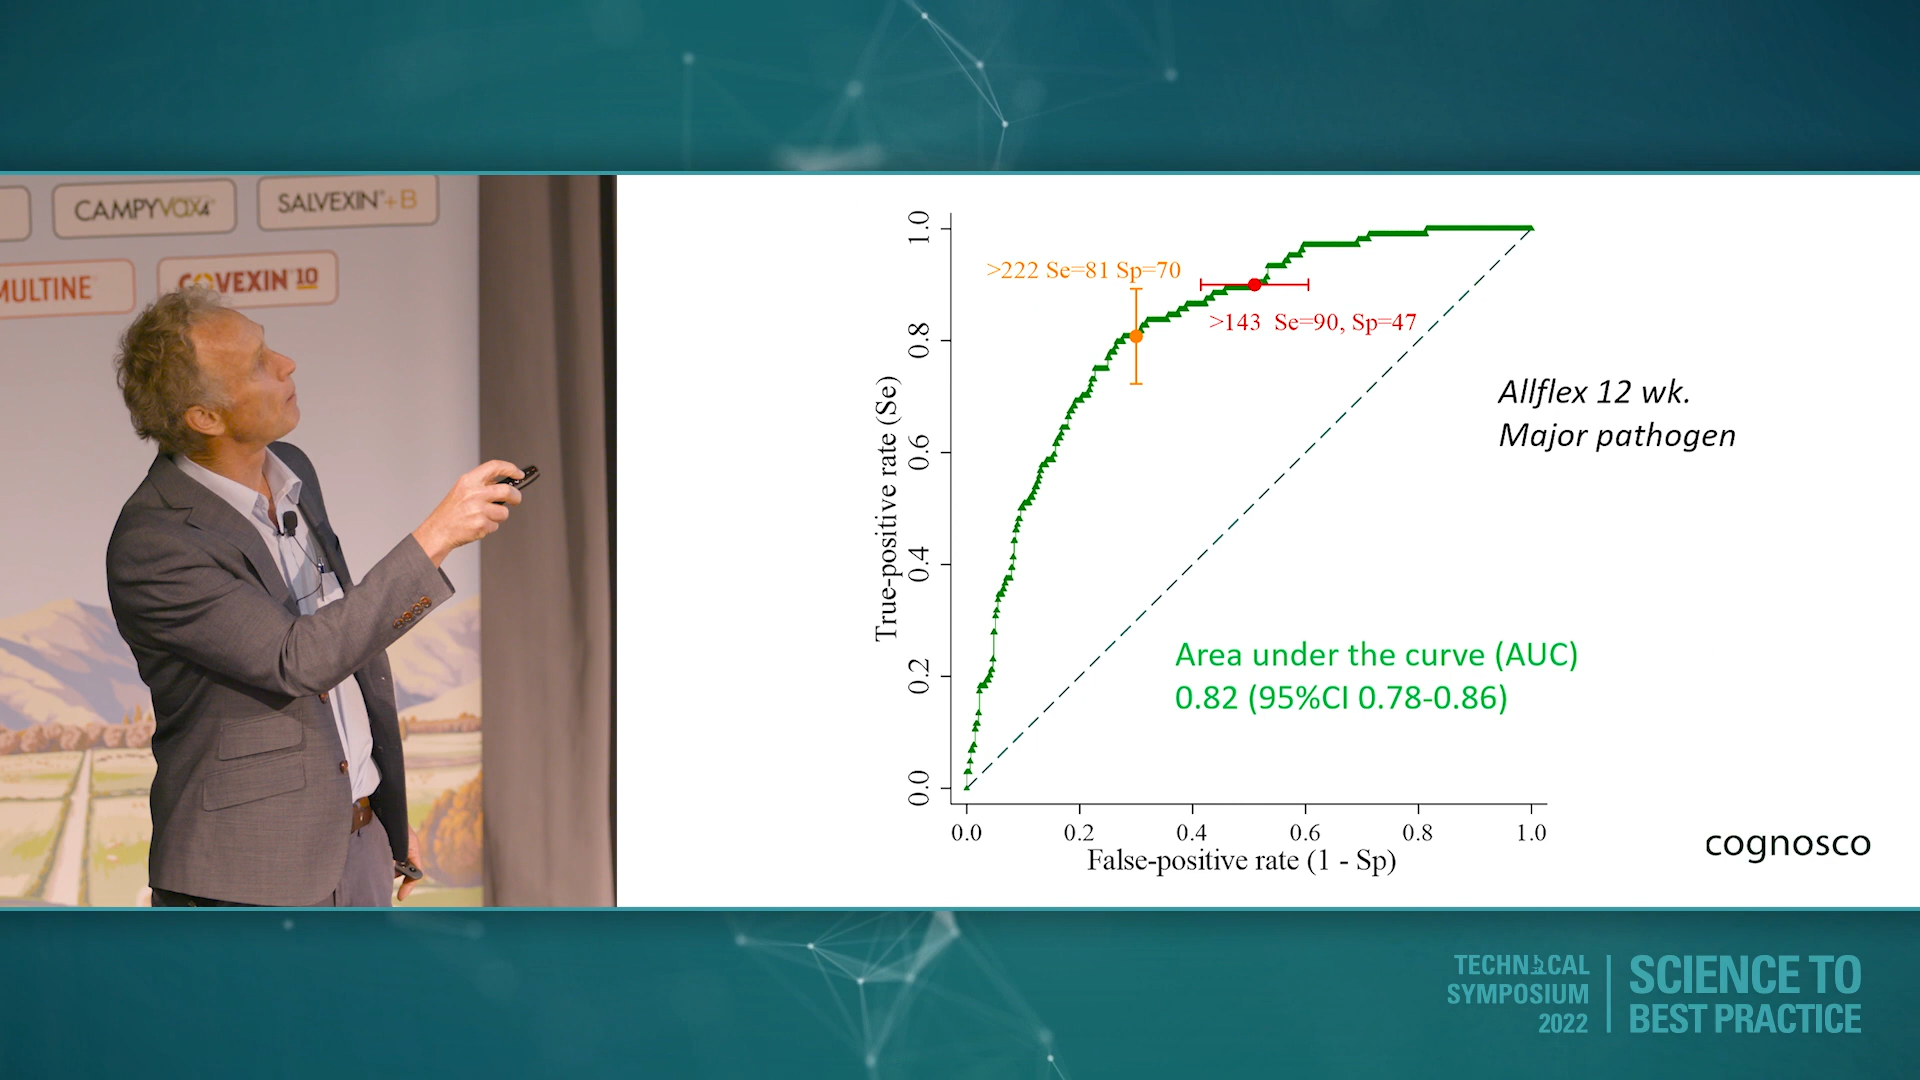 CAMPYVAX4
SALVEXIN+B
MULTINE
COVEXIN 10
>222 Se=81 Sp=70
>143 Se=90, Sp=47
Allflex 12 wk.
Major pathogen
Area under the curve (AUC)
0.82 (95%CI 0.78-0.86)
True-positive rate (Se)
1.0
0.8
0.6
0.4
0.2
0.0
0.0 0.2 0.4 0.6 0.8 1.0
False-positive rate (1 - Sp)
cognosco
TECHNICAL
SYMPOSIUM
2022
SCIENCE TO
BEST PRACTICE